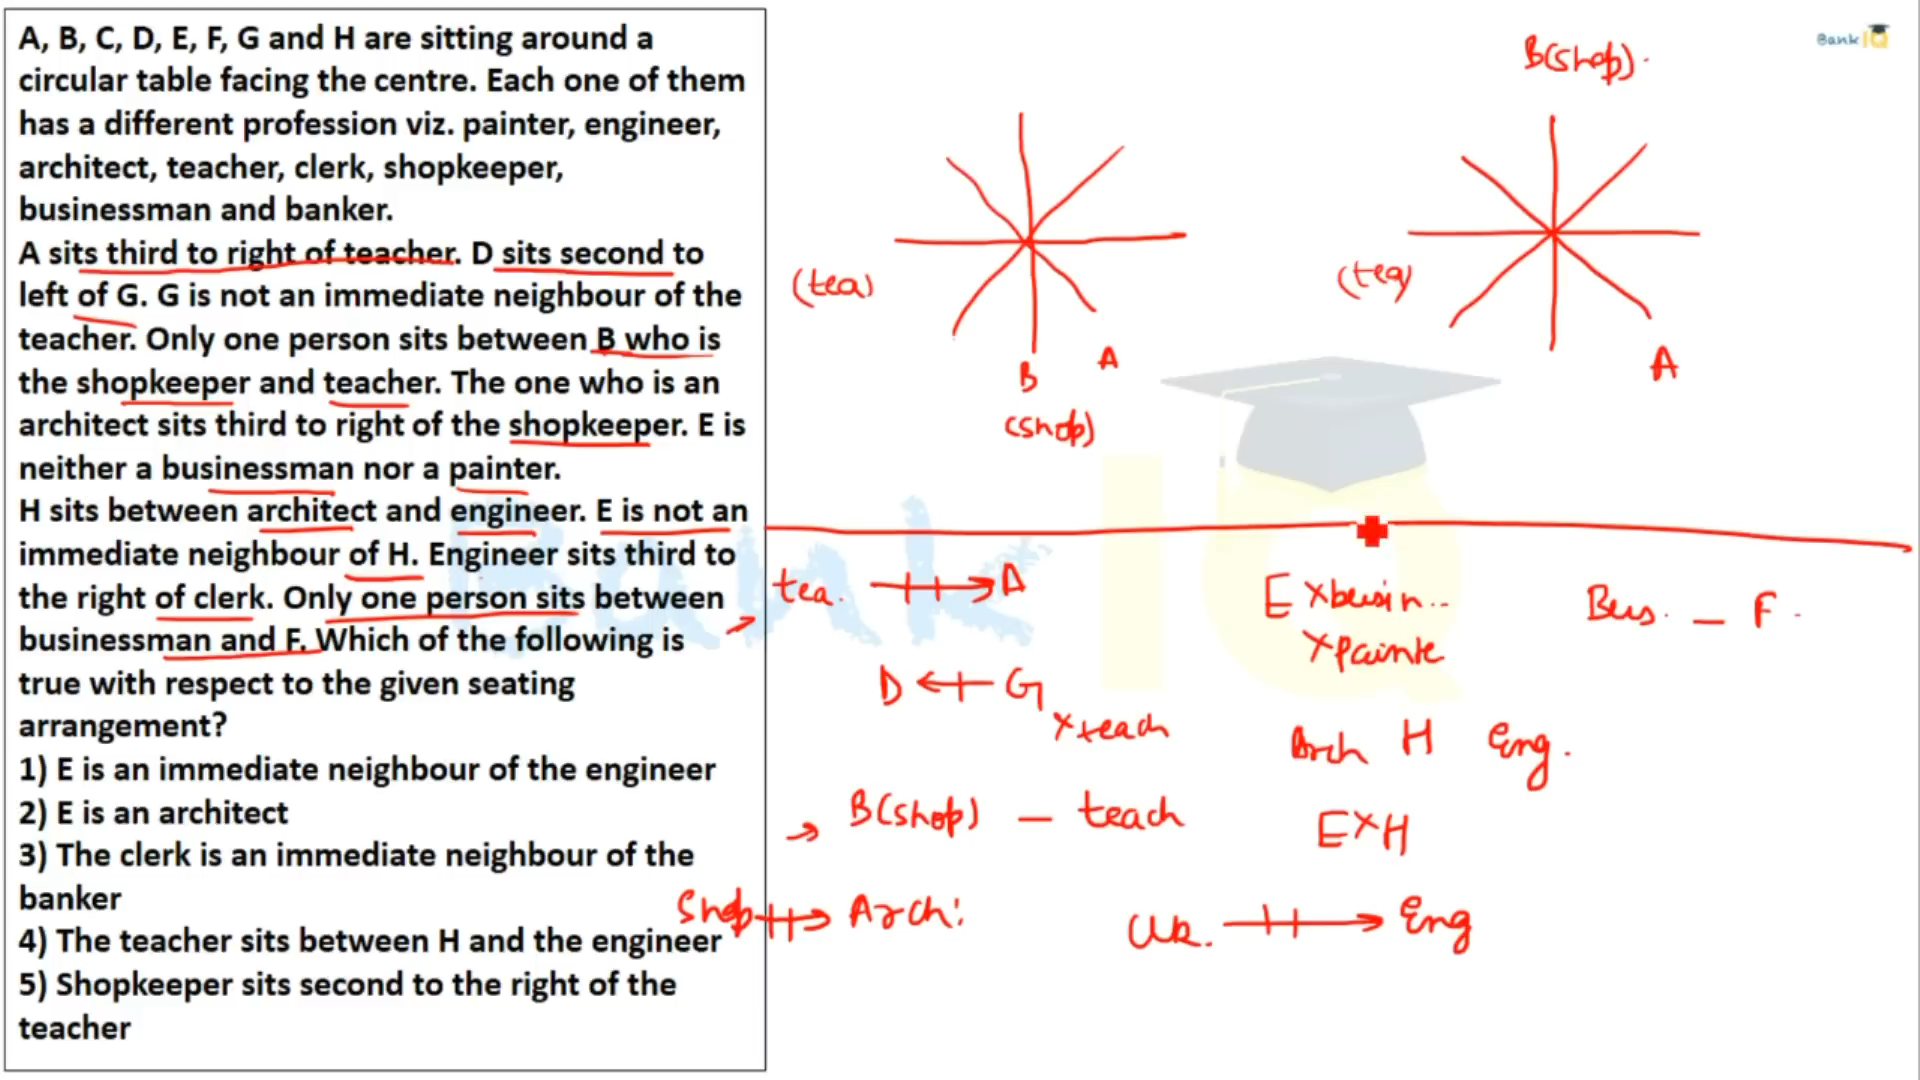 A, B, C, D, E, F, G and H are sitting around a
circular table facing the centre. Each one of them
has a different profession viz. painter, engineer,
architect, teacher, clerk, shopkeeper,
businessman and banker.
A sits third to right of teacher. D sits second to
left of G. G is not an immediate neighbour of the
teacher. Only one person sits between B who is
the shopkeeper and teacher. The one who is an
architect sits third to right of the shopkeeper. E is
neither a businessman nor a painter.
H sits between architect and engineer. E is not an
immediate neighbour of H. Engineer sits third to
the right of clerk. Only one person sits between
businessman and F. Which of the following is
true with respect to the given seating
arrangement?
1) E is an immediate neighbour of the engineer
2) E is an architect
3) The clerk is an immediate neighbour of the
banker
4) The teacher sits between H and the engineer
5) Shopkeeper sits second to the right of the
teacher
Bank IQ
B(shop).
(tea)
(tea)
B
A
A
(shop)
Bank IQ
tea. A
E x busin..
Bus. _ F.
x Painte
D G
x teach
Arch H Eng.
B(shop) _ teach
E x H
Shop Arch:
Clk. Eng